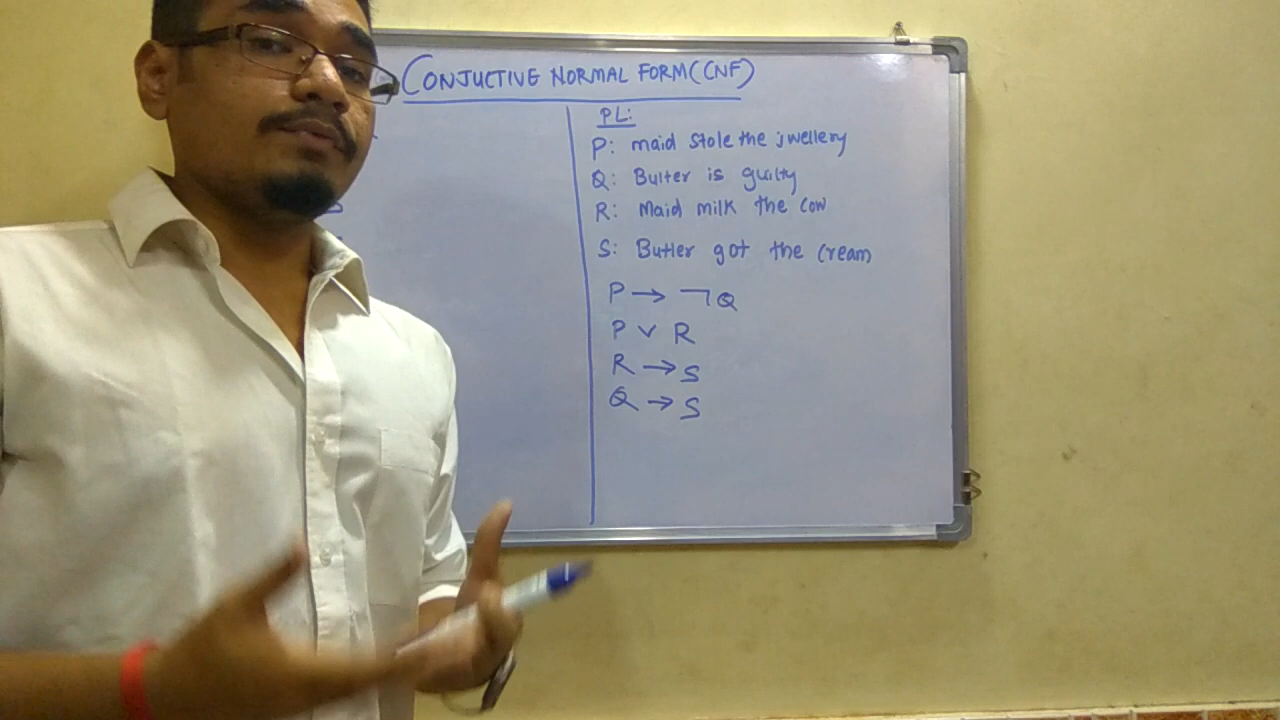 CONJUCTIVE NORMAL FORM(CNF)
PL:
P: maid stole the jwellery
Q: Bulter is guilty
R: Maid milk the cow
S: Butler got the cream
P → ¬Q
P ∨ R
R → S
Q → S